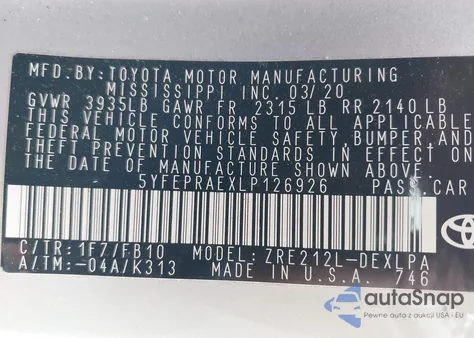 MFD.BY:TOYOTA MOTOR MANUFACTURING
MISSISSIPPI INC. 03/20
GVWR 3935LB GAWR FR 2315 LB RR 2140 LB
THIS VEHICLE CONFORMS TO ALL APPLICABLE
FEDERAL MOTOR VEHICLE SAFETY,BUMPER,AND
THEFT PREVENTION STANDARDS IN EFFECT ON
THE DATE OF MANUFACTURE SHOWN ABOVE.
5YFEPRAEXLP126926 PASS.CAR
C/TR:1F7/FB10 MODEL:ZRE212L-DEXLPA
A/TM:-04A/K313 MADE IN U.S.A. 746
TOYOTA
autoSnap
Pewne auta z aukcji USA i EU